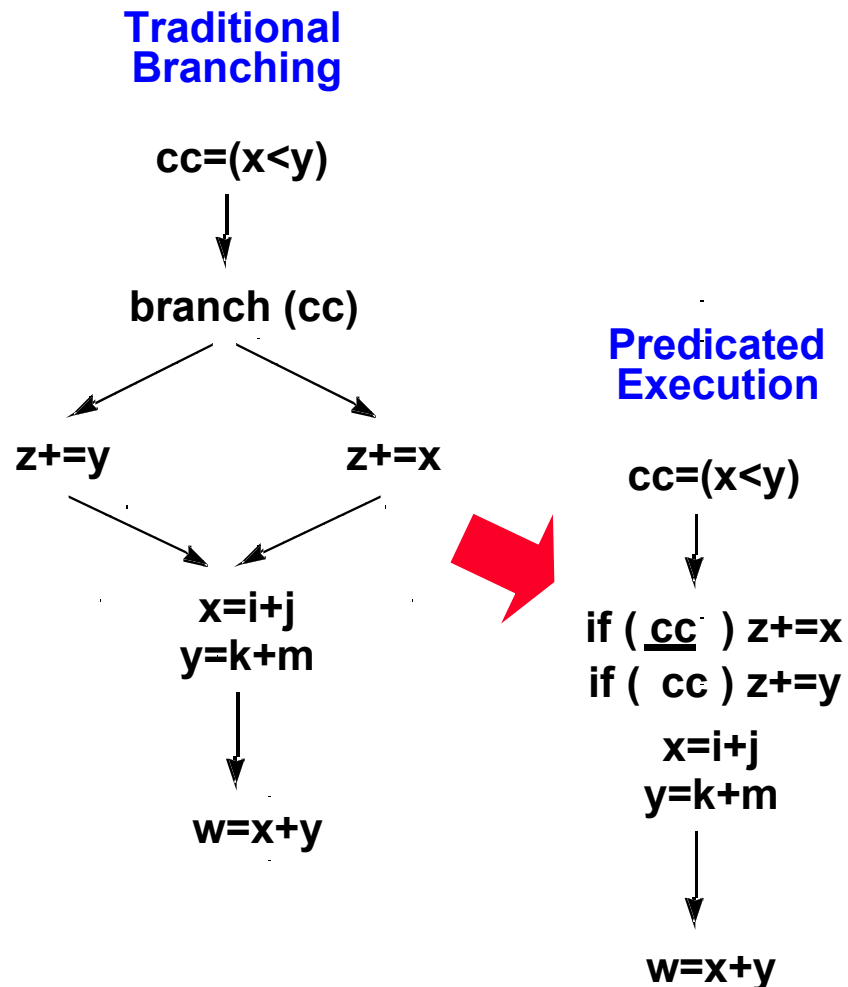 Traditional
Branching
cc=(x<y)
branch (cc)
z+=y
z+=x
x=i+j
y=k+m
w=x+y
Predicated
Execution
cc=(x<y)
if ( cc ) z+=x
if ( cc ) z+=y
x=i+j
y=k+m
w=x+y